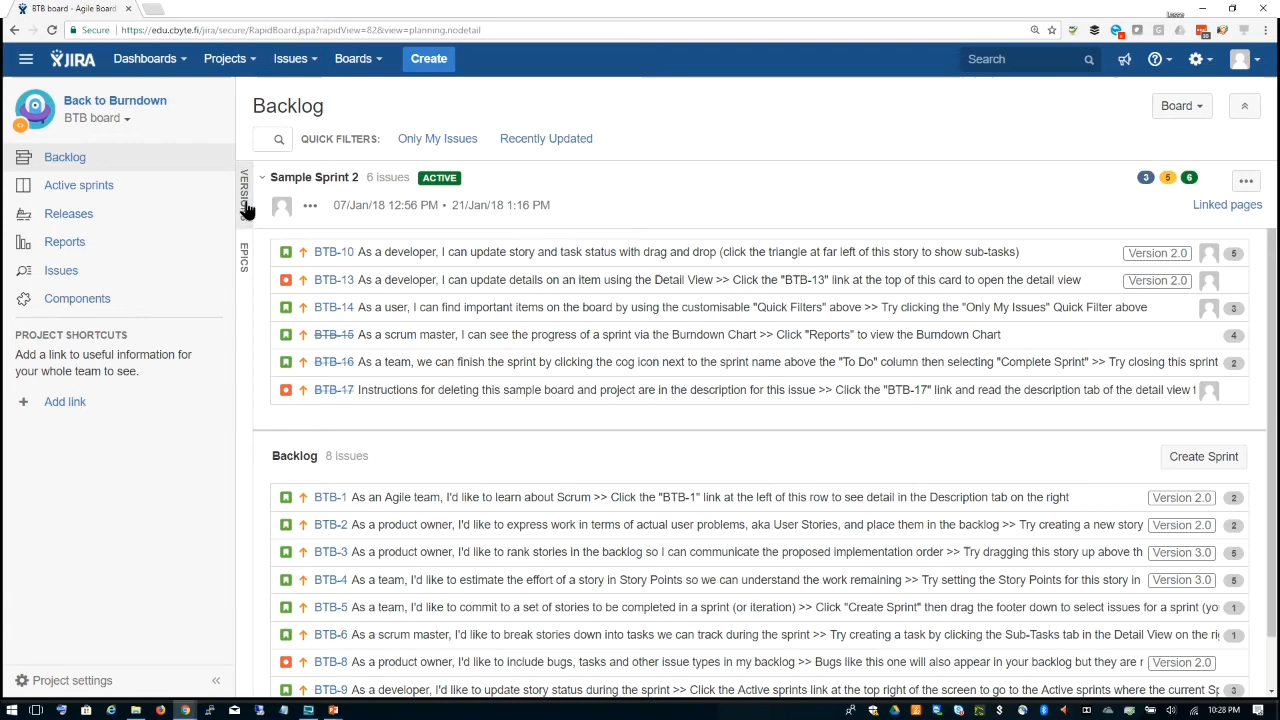 BTB board - Agile Board
Secure
https://edu.cbyte.fi/jira/secure/RapidBoard.jspa?rapidView=82&view=planning.nodetail
JIRA
Dashboards
Projects
Issues
Boards
Create
Search
Back to Burndown
BTB board
Backlog
Active sprints
Releases
Reports
Issues
Components
PROJECT SHORTCUTS
Add a link to useful information for
your whole team to see.
Add link
Project settings
VERSIONS
EPICS
Backlog
Board
QUICK FILTERS: Only My Issues Recently Updated
Sample Sprint 2 6 issues ACTIVE 3 5 6
07/Jan/18 12:56 PM • 21/Jan/18 1:16 PM
Linked pages
BTB-10 As a developer, I can update story and task status with drag and drop (click the triangle at far left of this story to show sub-tasks) Version 2.0 5
BTB-13 As a developer, I can update details on an item using the Detail View >> Click the "BTB-13" link at the top of this card to open the detail view Version 2.0
BTB-14 As a user, I can find important items on the board by using the customisable "Quick Filters" above >> Try clicking the "Only My Issues" Quick Filter above 3
BTB-15 As a scrum master, I can see the progress of a sprint via the Burndown Chart >> Click "Reports" to view the Burndown Chart 4
BTB-16 As a team, we can finish the sprint by clicking the cog icon next to the sprint name above the "To Do" column then selecting "Complete Sprint" >> Try closing this sprint 2
BTB-17 Instructions for deleting this sample board and project are in the description for this issue >> Click the "BTB-17" link and read the description tab of the detail view
Backlog 8 issues
Create Sprint
BTB-1 As an Agile team, I'd like to learn about Scrum >> Click the "BTB-1" link at the left of this row to see detail in the Description tab on the right Version 2.0 2
BTB-2 As a product owner, I'd like to express work in terms of actual user problems, aka User Stories, and place them in the backlog >> Try creating a new story Version 2.0 2
BTB-3 As a product owner, I'd like to rank stories in the backlog so I can communicate the proposed implementation order >> Try dragging this story up above th Version 3.0 5
BTB-4 As a team, I'd like to estimate the effort of a story in Story Points so we can understand the work remaining >> Try setting the Story Points for this story in Version 3.0 5
BTB-5 As a team, I'd like to commit to a set of stories to be completed in a sprint (or iteration) >> Click "Create Sprint" then drag the footer down to select issues for a sprint (yo 1
BTB-6 As a scrum master, I'd like to break stories down into tasks we can track during the sprint >> Try creating a task by clicking the Sub-Tasks tab in the Detail View on the ri 1
BTB-8 As a product owner, I'd like to include bugs, tasks and other issue types in my backlog >> Bugs like this one will also appear in your backlog but they are r Version 2.0
BTB-9 As a developer, I'd like to update story status during the sprint >> Click the Active sprints link at the top right of the screen to go to the Active sprints where the current Sp 3
10:28 PM